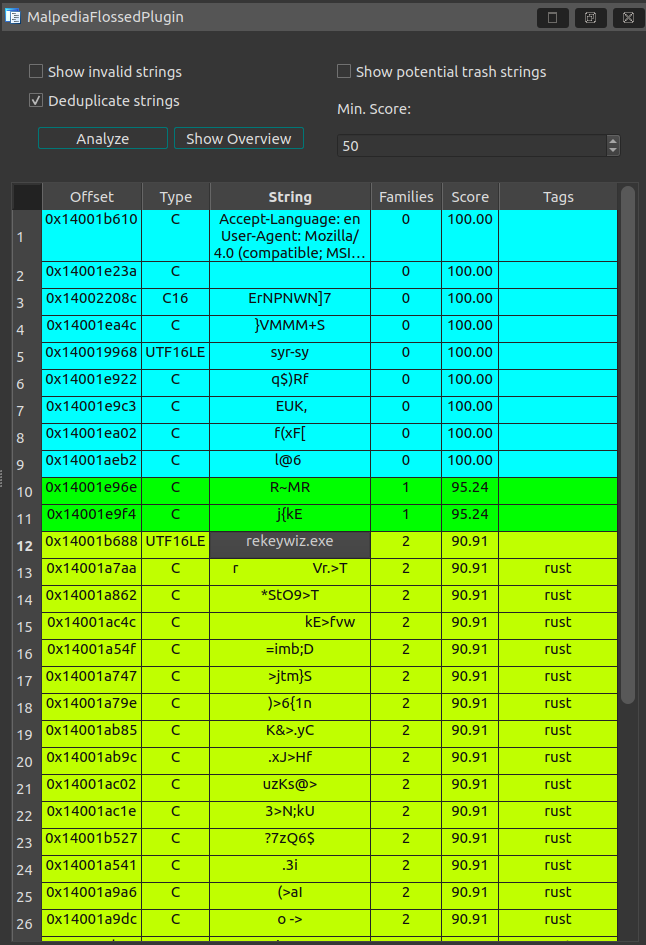 MalpediaFlossedPlugin
Show invalid strings
Show potential trash strings
Deduplicate strings
Min. Score:
Analyze
Show Overview
50
Offset Type String Families Score Tags
1 0x14001b610 C Accept-Language: en 0 100.00
User-Agent: Mozilla/
4.0 (compatible; MSI...
2 0x14001e23a C 0 100.00
3 0x14002208c C16 ErNPNWN]7 0 100.00
4 0x14001ea4c C }VMMM+S 0 100.00
5 0x140019968 UTF16LE syr-sy 0 100.00
6 0x14001e922 C q$)Rf 0 100.00
7 0x14001e9c3 C EUK, 0 100.00
8 0x14001ea02 C f(xF[ 0 100.00
9 0x14001aeb2 C l@6 0 100.00
10 0x14001e96e C R~MR 1 95.24
11 0x14001e9f4 C j{kE 1 95.24
12 0x14001b688 UTF16LE rekeywiz.exe 2 90.91
13 0x14001a7aa C r Vr.>T 2 90.91 rust
14 0x14001a862 C *StO9>T 2 90.91 rust
15 0x14001ac4c C kE>fvw 2 90.91 rust
16 0x14001a54f C =imb;D 2 90.91 rust
17 0x14001a747 C >jtm}S 2 90.91 rust
18 0x14001a79e C )>6{1n 2 90.91 rust
19 0x14001ab85 C K&>.yC 2 90.91 rust
20 0x14001ab9c C .xJ>Hf 2 90.91 rust
21 0x14001ac02 C uzKs@> 2 90.91 rust
22 0x14001ac1e C 3>N;kU 2 90.91 rust
23 0x14001b527 C ?7zQ6$ 2 90.91 rust
24 0x14001a541 C .3i 2 90.91 rust
25 0x14001a9a6 C (>aI 2 90.91 rust
26 0x14001a9dc C o -> 2 90.91 rust